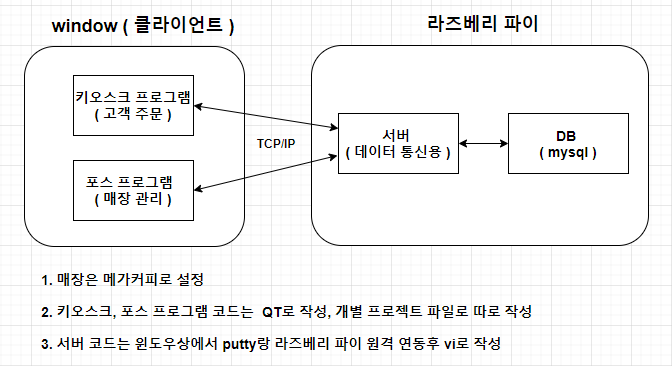 window ( 클라이언트 )
라즈베리 파이
키오스크 프로그램
( 고객 주문 )
TCP/IP
서버
( 데이터 통신용 )
DB
( mysql )
포스 프로그램
( 매장 관리 )
1. 매장은 메가커피로 설정
2. 키오스크, 포스 프로그램 코드는  QT로 작성, 개별 프로젝트 파일로 따로 작성
3. 서버 코드는 윈도우상에서 putty랑 라즈베리 파이 원격 연동후 vi로 작성